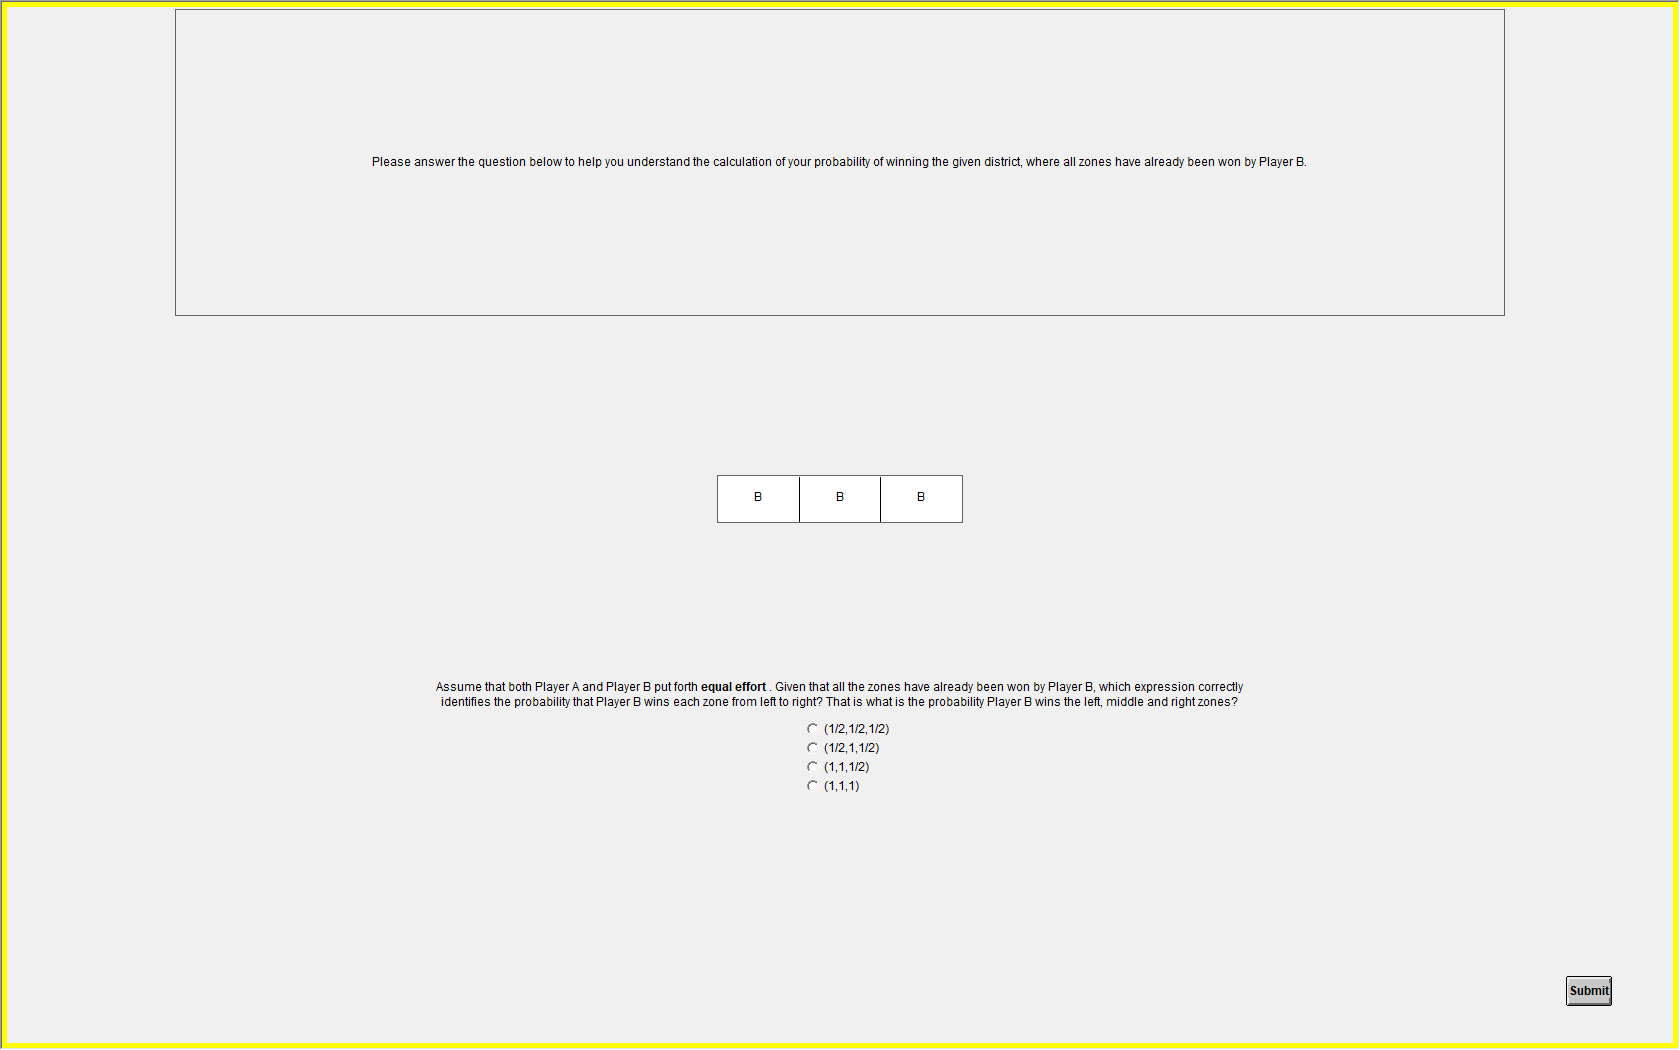 Please answer the question below to help you understand the calculation of your probability of winning the given district, where all zones have already been won by Player B.
B B B
Assume that both Player A and Player B put forth equal effort . Given that all the zones have already been won by Player B, which expression correctly
identifies the probability that Player B wins each zone from left to right? That is what is the probability Player B wins the left, middle and right zones?
(1/2,1/2,1/2)
(1/2,1,1/2)
(1,1,1/2)
(1,1,1)
Submit